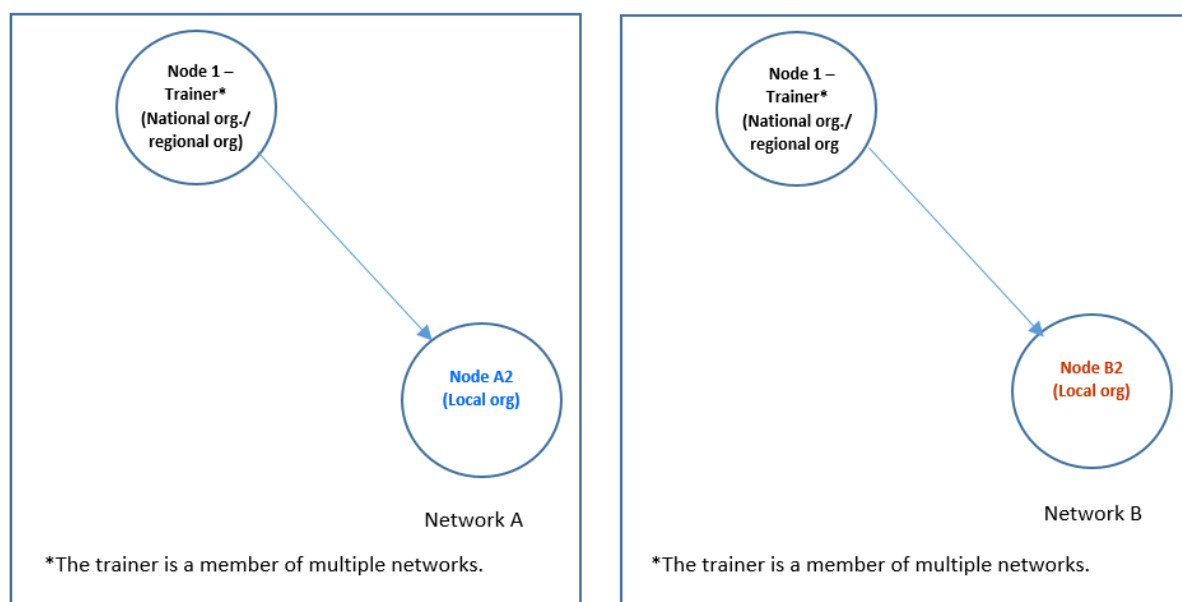 Node 1 –
Trainer*
(National org./
regional org)
Node A2
(Local org)
Network A
*The trainer is a member of multiple networks.
Node 1 –
Trainer*
(National org./
regional org
Node B2
(Local org)
Network B
*The trainer is a member of multiple networks.